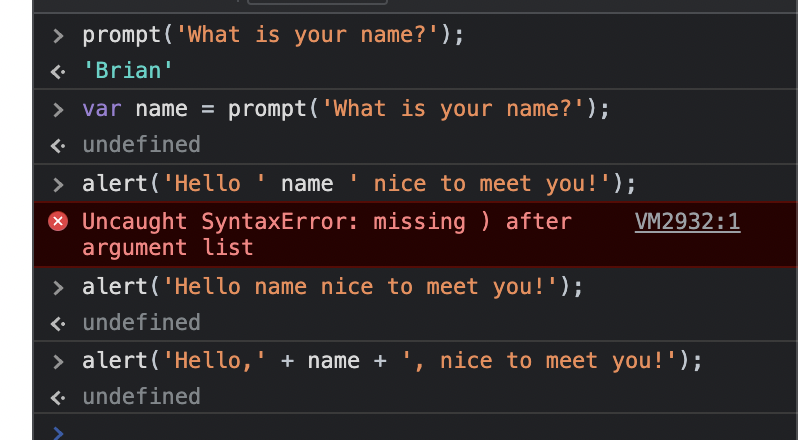 > prompt('What is your name?');
<· 'Brian'
> var name = prompt('What is your name?');
<· undefined
> alert('Hello ' name ' nice to meet you!');
Uncaught SyntaxError: missing ) after VM2932:1
argument list
> alert('Hello name nice to meet you!');
<· undefined
> alert('Hello,' + name + ', nice to meet you!');
<· undefined
>